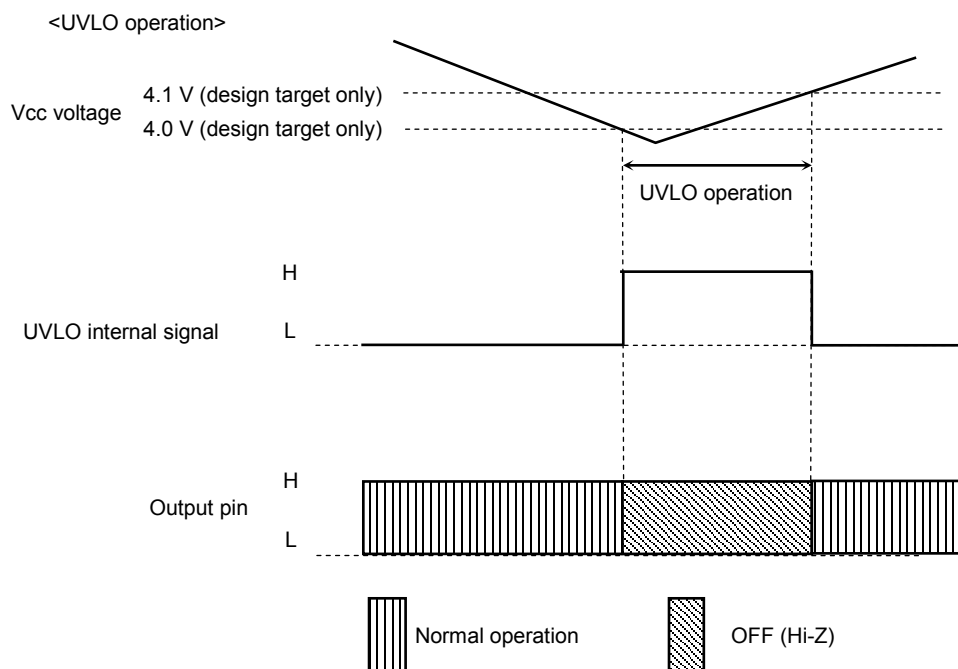 <UVLO operation>
Vcc voltage
4.1 V (design target only)
4.0 V (design target only)
UVLO operation
UVLO internal signal
H
L
Output pin
H
L
Normal operation
OFF (Hi-Z)